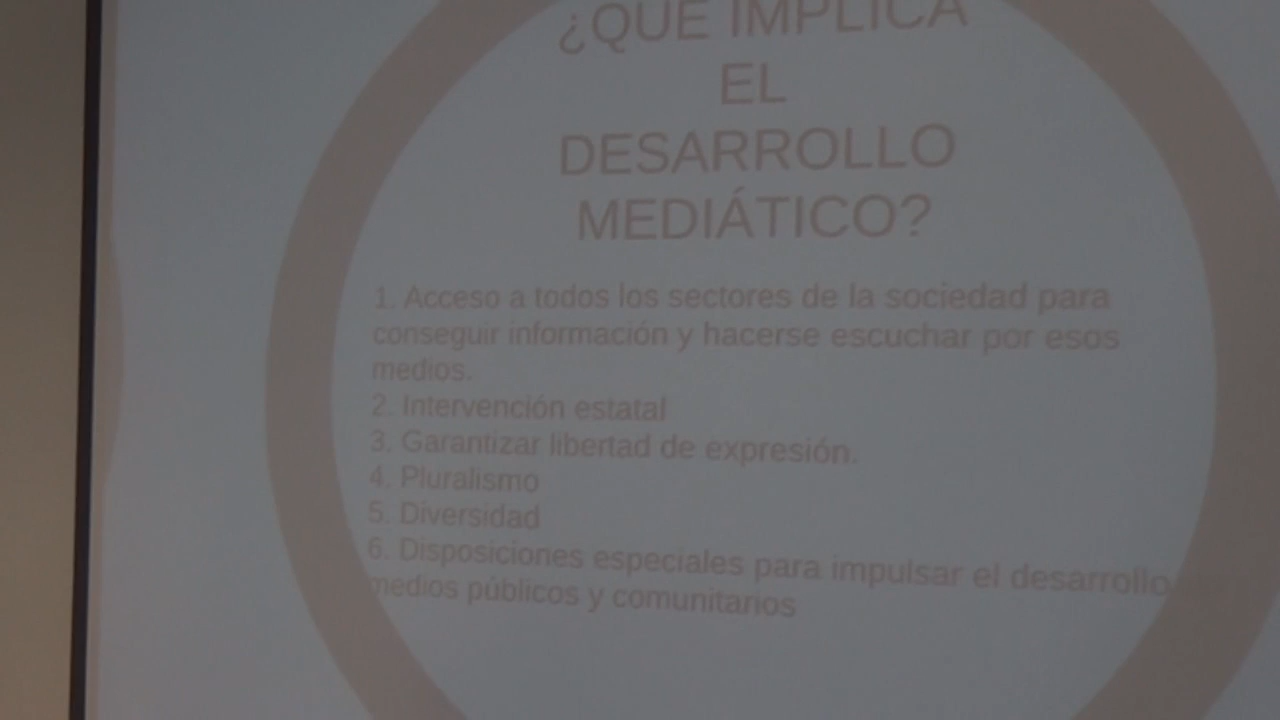 ¿QUÉ IMPLICA
EL
DESARROLLO
MEDIÁTICO?
1. Acceso a todos los sectores de la sociedad para
conseguir información y hacerse escuchar por esos
medios.
2. Intervención estatal
3. Garantizar libertad de expresión.
4. Pluralismo
5. Diversidad
6. Disposiciones especiales para impulsar el desarrollo
medios públicos y comunitarios